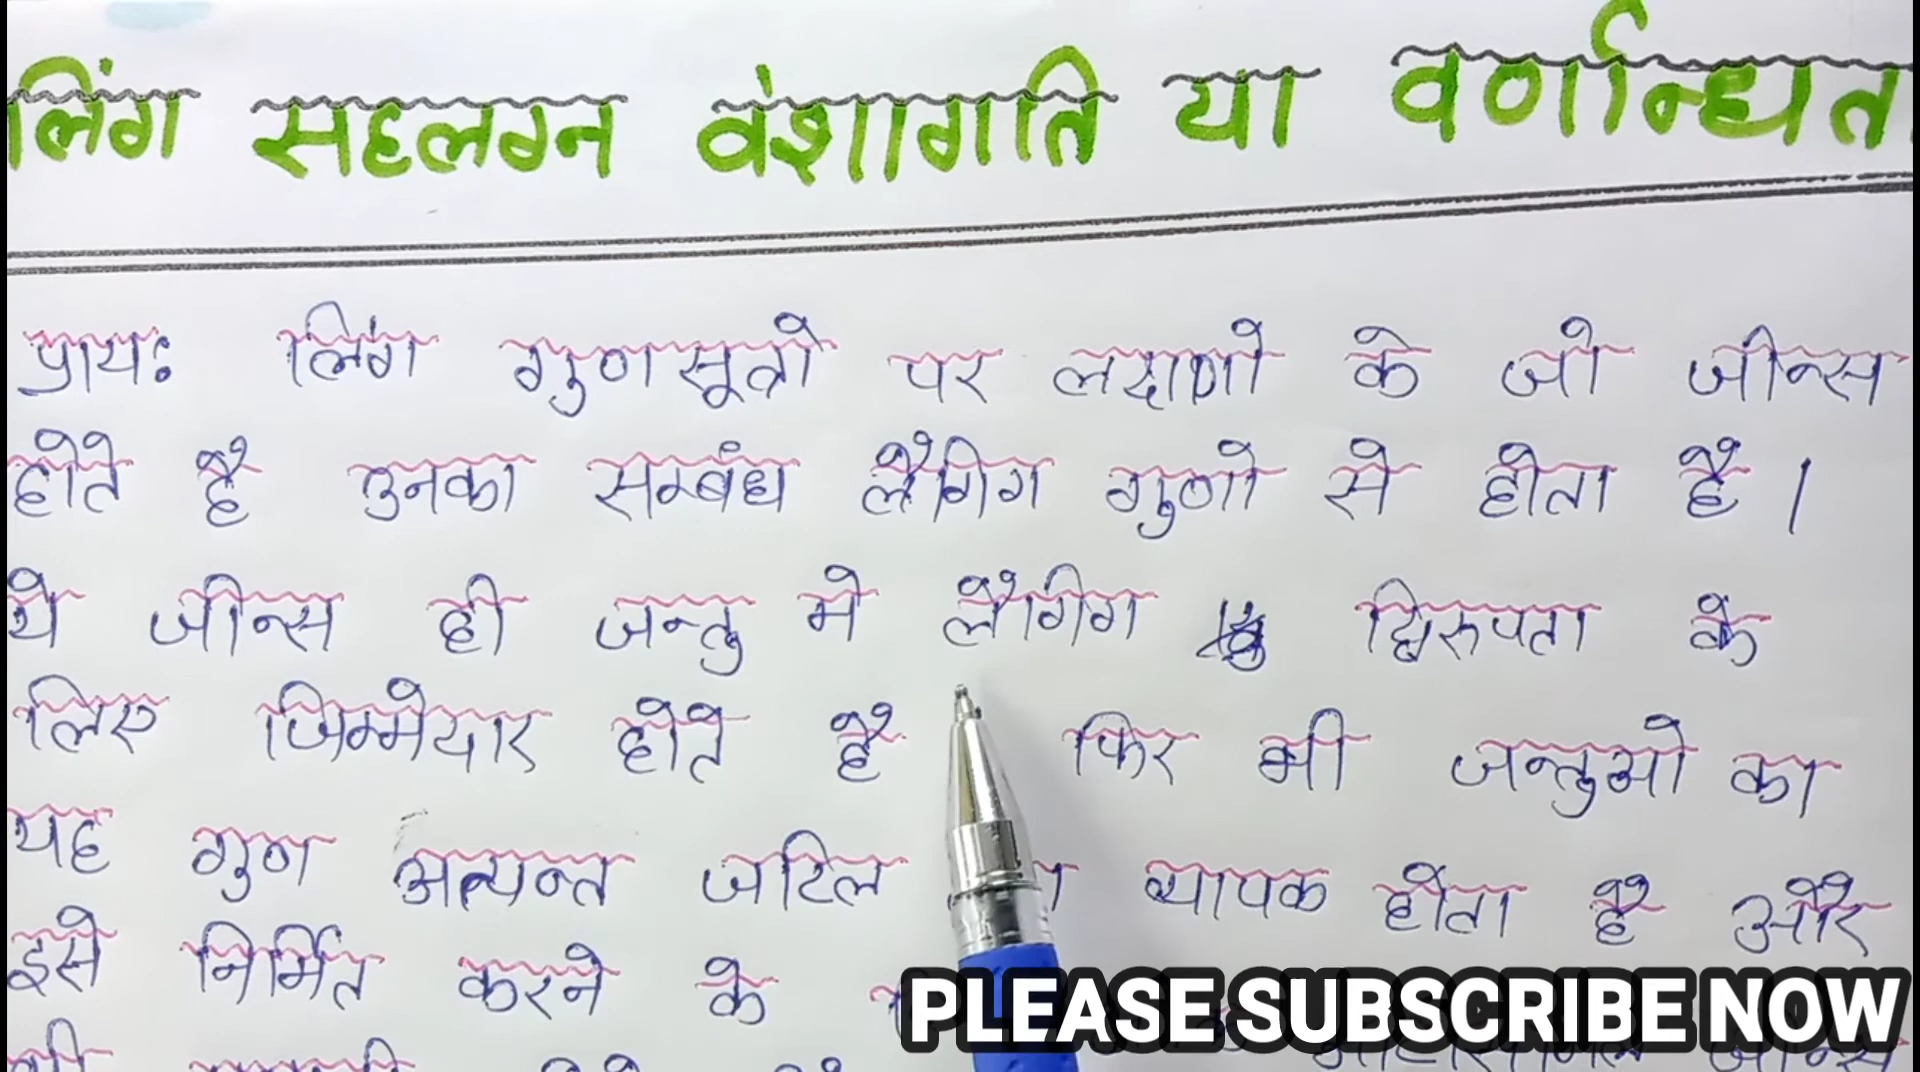 लिंग सहलग्न वंशागति या वर्णान्धत
प्रायः लिंग गुणसूत्रो पर लक्षाणो के जो जीन्स
होते है उनका सम्बंध लैगिग गुणो से होता है ।
ये जीन्स ही जन्तु मे लैगिग द्विरुपता के
लिए जिम्मेयार होते है फिर भी जन्तुओ का
यह गुण अत्यन्त जटिल व्यापक होता है और
इसे निर्मित करने के
PLEASE SUBSCRIBE NOW
जीन्स